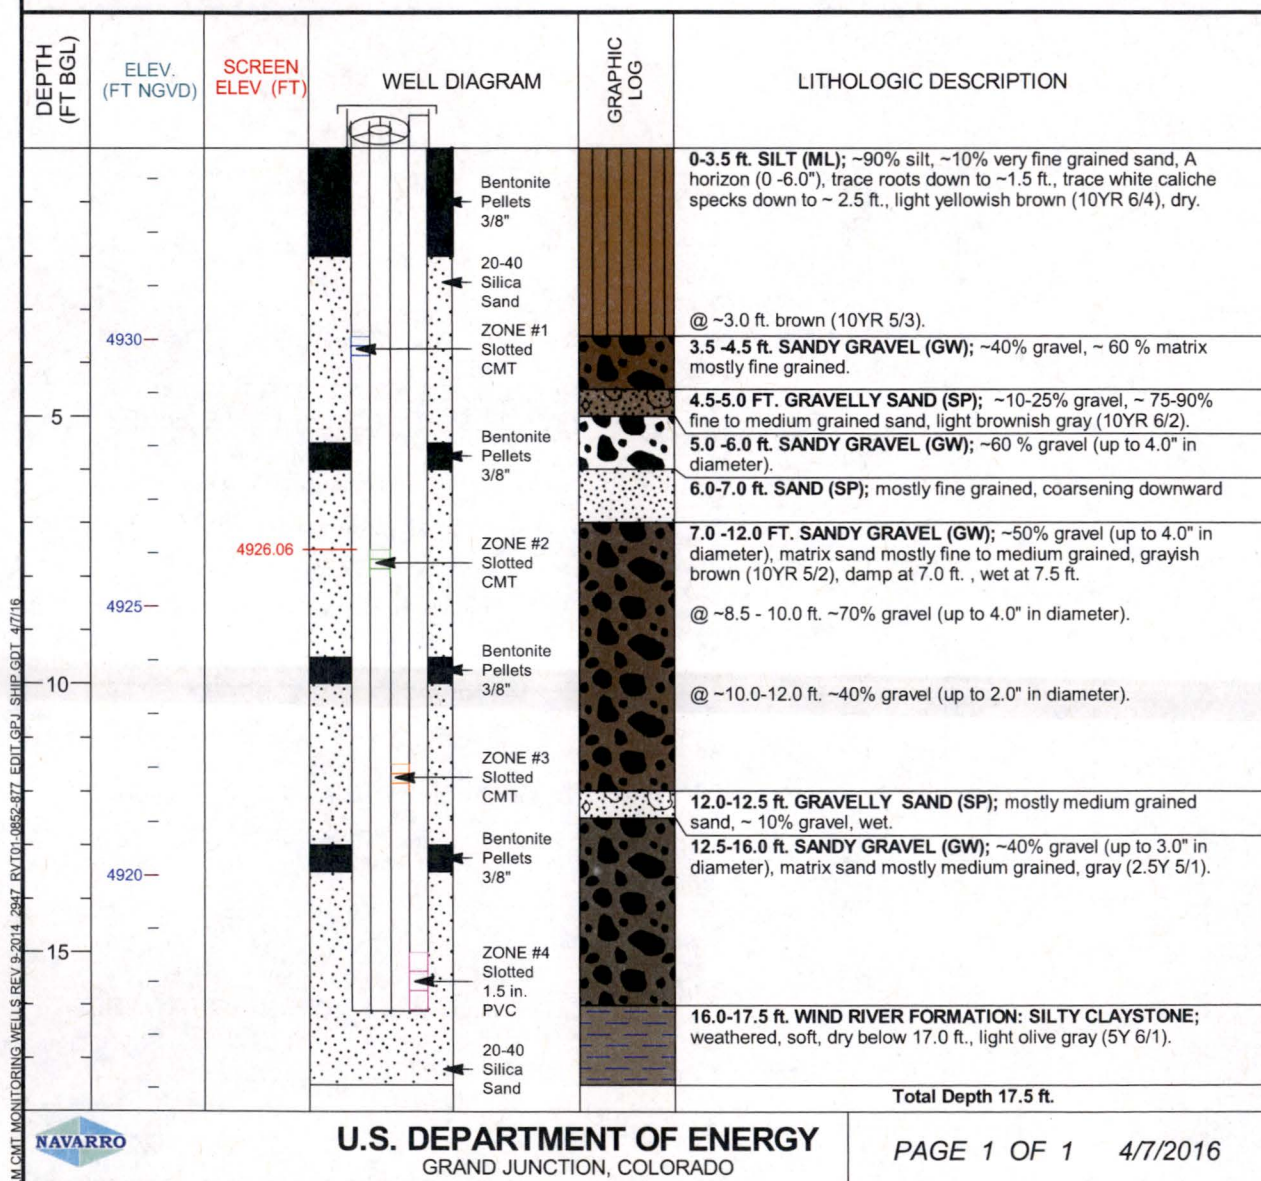 DEPTH
(FT BGL)
ELEV.
(FT NGVD)
SCREEN
ELEV (FT)
WELL DIAGRAM
GRAPHIC
LOG
LITHOLOGIC DESCRIPTION
Bentonite
Pellets
3/8"
20-40
Silica
Sand
ZONE #1
Slotted
CMT
Bentonite
Pellets
3/8"
ZONE #2
Slotted
CMT
Bentonite
Pellets
3/8"
ZONE #3
Slotted
CMT
Bentonite
Pellets
3/8"
ZONE #4
Slotted
1.5 in.
PVC
20-40
Silica
Sand
5
10
15
4930
4925
4920
4926.06
0-3.5 ft. SILT (ML); ~90% silt, ~10% very fine grained sand, A
horizon (0 -6.0"), trace roots down to ~1.5 ft., trace white caliche
specks down to ~ 2.5 ft., light yellowish brown (10YR 6/4), dry.
@ ~3.0 ft. brown (10YR 5/3).
3.5 -4.5 ft. SANDY GRAVEL (GW); ~40% gravel, ~ 60 % matrix
mostly fine grained.
4.5-5.0 FT. GRAVELLY SAND (SP); ~10-25% gravel, ~ 75-90%
fine to medium grained sand, light brownish gray (10YR 6/2).
5.0 -6.0 ft. SANDY GRAVEL (GW); ~60 % gravel (up to 4.0" in
diameter).
6.0-7.0 ft. SAND (SP); mostly fine grained, coarsening downward
7.0 -12.0 FT. SANDY GRAVEL (GW); ~50% gravel (up to 4.0" in
diameter), matrix sand mostly fine to medium grained, grayish
brown (10YR 5/2), damp at 7.0 ft. , wet at 7.5 ft.
@ ~8.5 - 10.0 ft. ~70% gravel (up to 4.0" in diameter).
@ ~10.0-12.0 ft. ~40% gravel (up to 2.0" in diameter).
12.0-12.5 ft. GRAVELLY SAND (SP); mostly medium grained
sand, ~ 10% gravel, wet.
12.5-16.0 ft. SANDY GRAVEL (GW); ~40% gravel (up to 3.0" in
diameter), matrix sand mostly medium grained, gray (2.5Y 5/1).
16.0-17.5 ft. WIND RIVER FORMATION: SILTY CLAYSTONE;
weathered, soft, dry below 17.0 ft., light olive gray (5Y 6/1).
Total Depth 17.5 ft.
M CMT MONITORING WELLS REV 9-2014 2947 RVT01-0852-877 EDIT.GPJ SHIP.GDT 4/7/16
NAVARRO
U.S. DEPARTMENT OF ENERGY
GRAND JUNCTION, COLORADO
PAGE 1 OF 1 4/7/2016